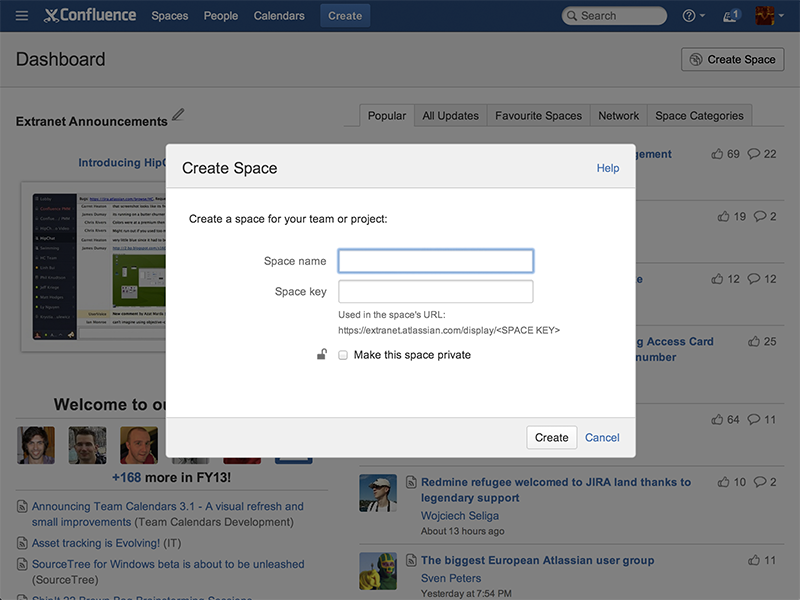 Confluence Spaces People Calendars Create Search 1
Dashboard
Create Space
Extranet Announcements
Popular All Updates Favourite Spaces Network Space Categories
Introducing
69 22
19 2
12 12
g Access Card
number
25
64 11
Create Space
Help
Create a space for your team or project:
Space name
Space key
Used in the space's URL:
https://extranet.atlassian.com/display/<SPACE KEY>
Make this space private
Create Cancel
Welcome to
+168 more in FY13!
Announcing Team Calendars 3.1 - A visual refresh and
small improvements (Team Calendars Development)
Asset tracking is Evolving! (IT)
SourceTree for Windows beta is about to be unleashed
(SourceTree)
Redmine refugee welcomed to JIRA land thanks to
legendary support
10 2
Wojciech Seliga
About 13 hours ago
The biggest European Atlassian user group
11
Sven Peters
Yesterday at 7:54 PM